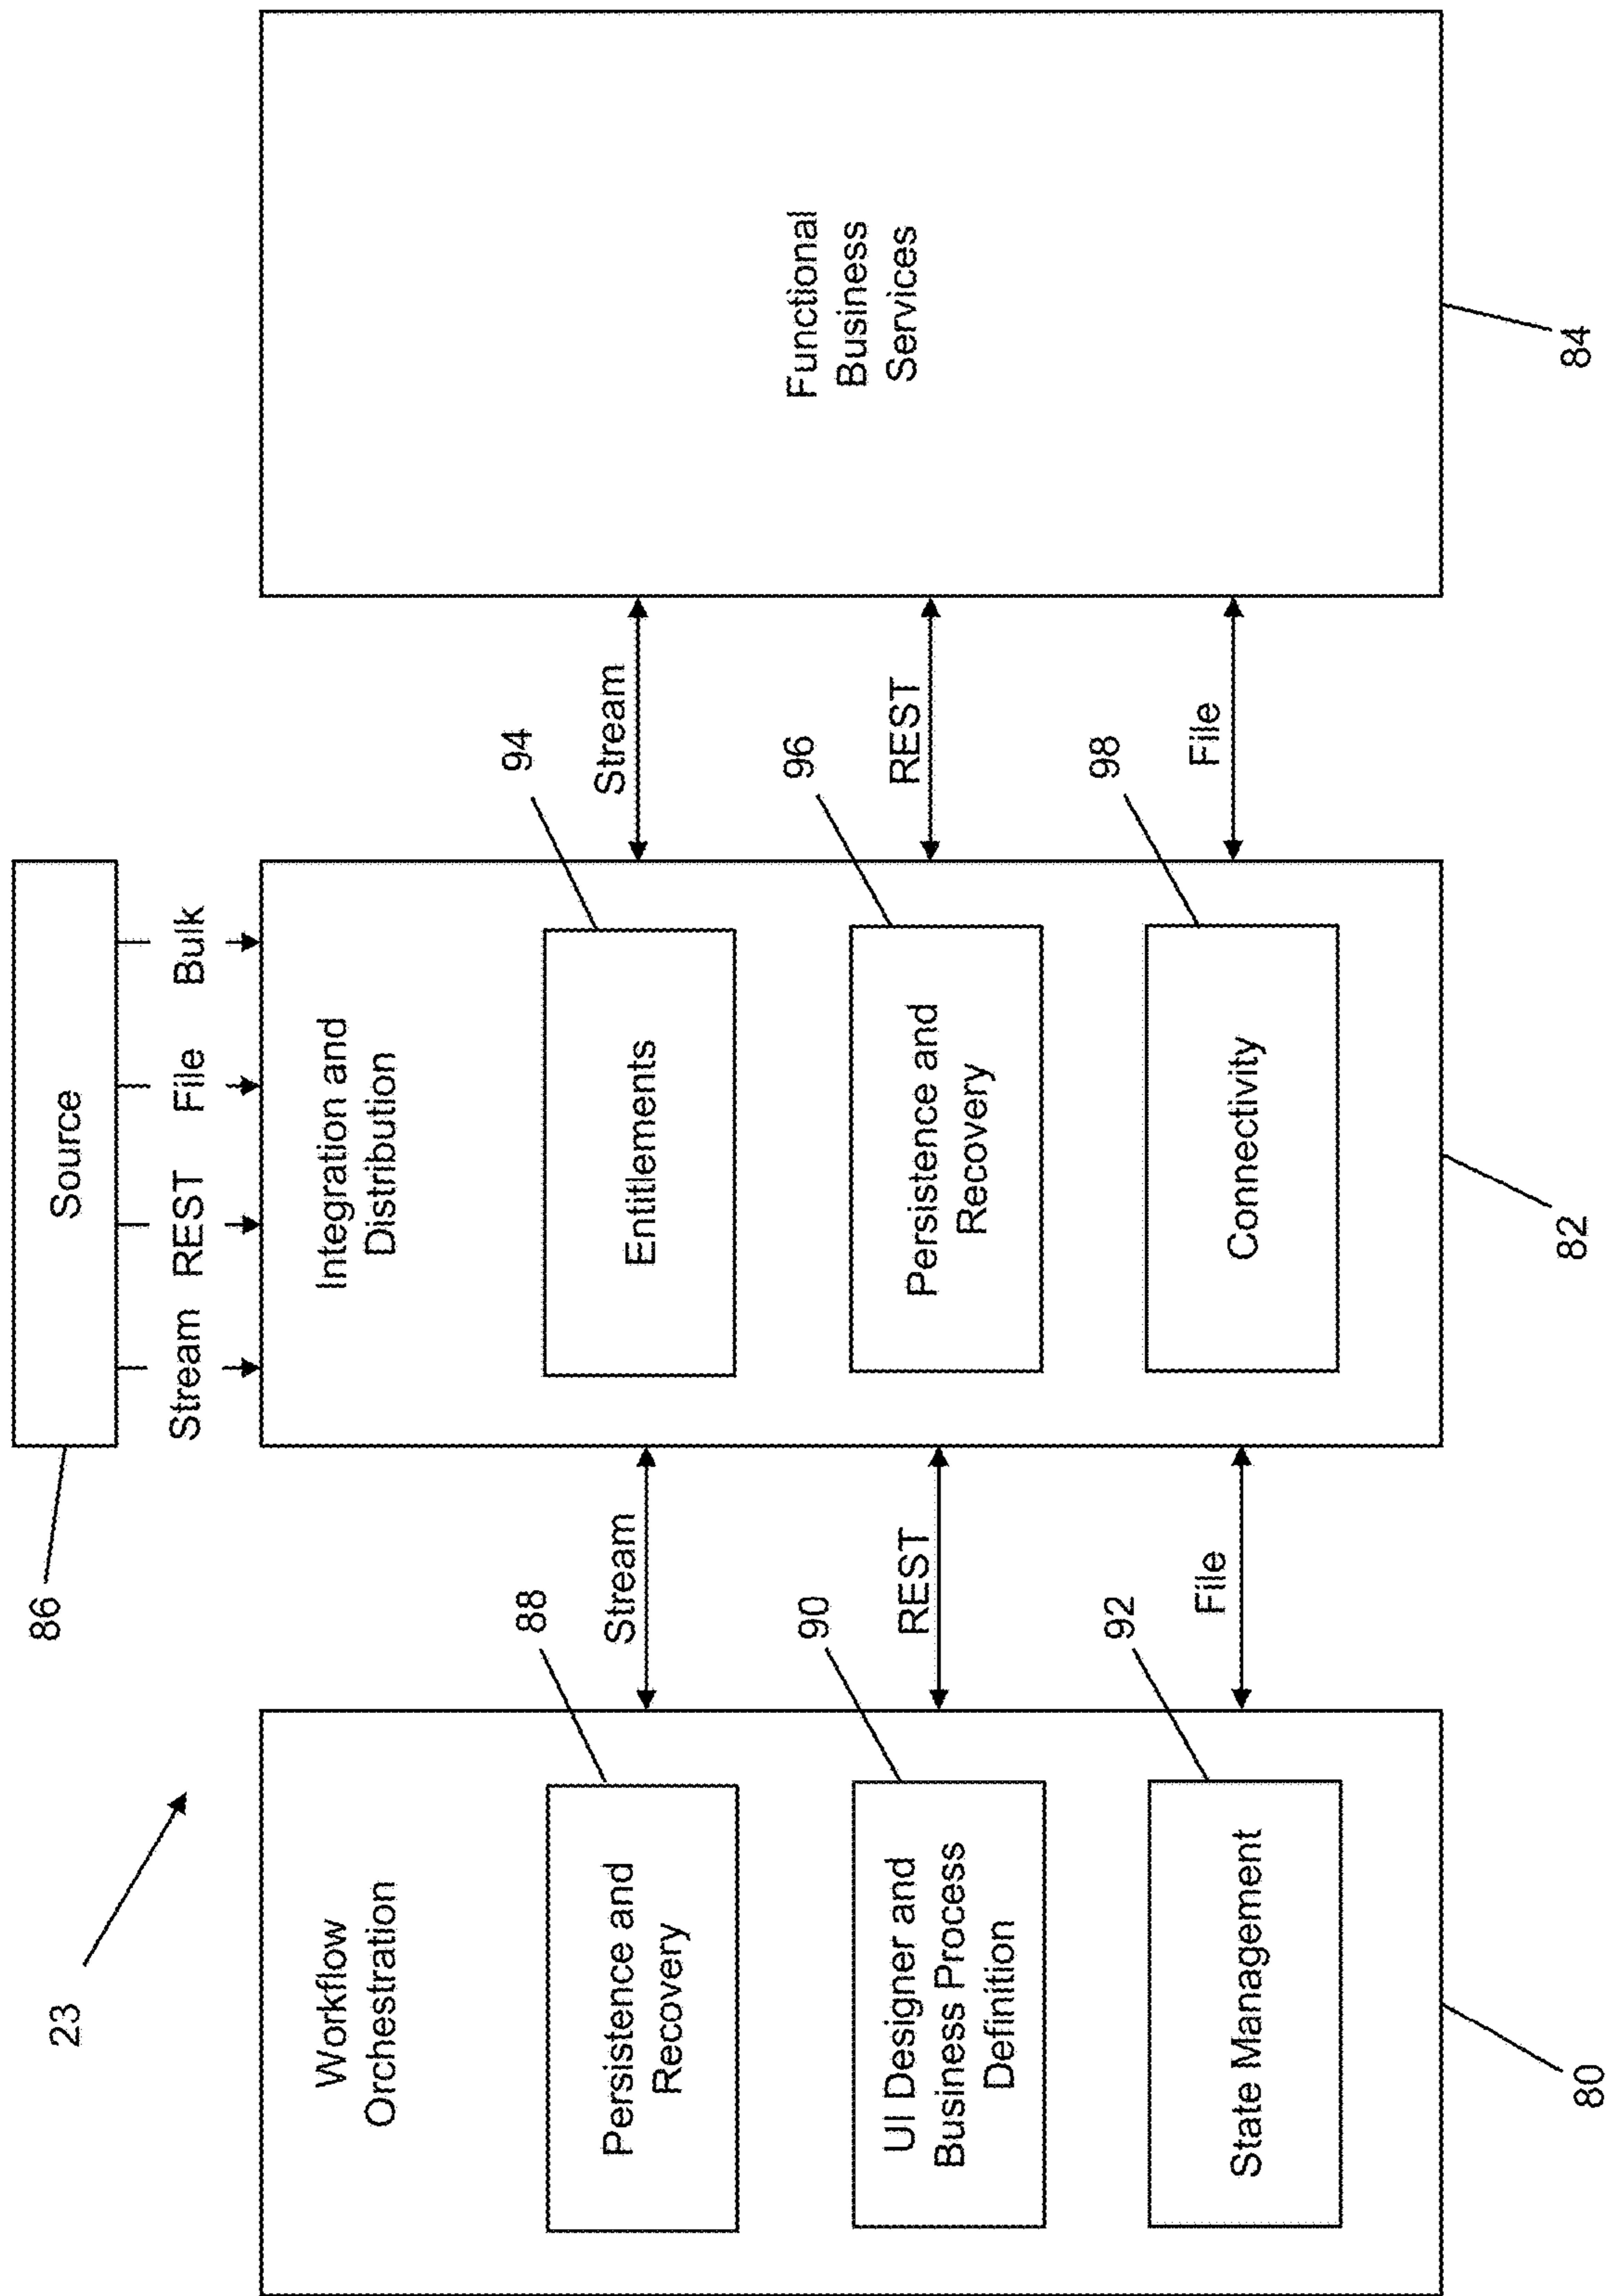 23
86
Source
Stream REST File Bulk
Workflow
Orchestration
88
Persistence and
Recovery
90
UI Designer and
Business Process
Definition
92
State Management
80
Stream
REST
File
Integration and
Distribution
94
Entitlements
96
Persistence and
Recovery
98
Connectivity
82
Stream
REST
File
Functional
Business
Services
84